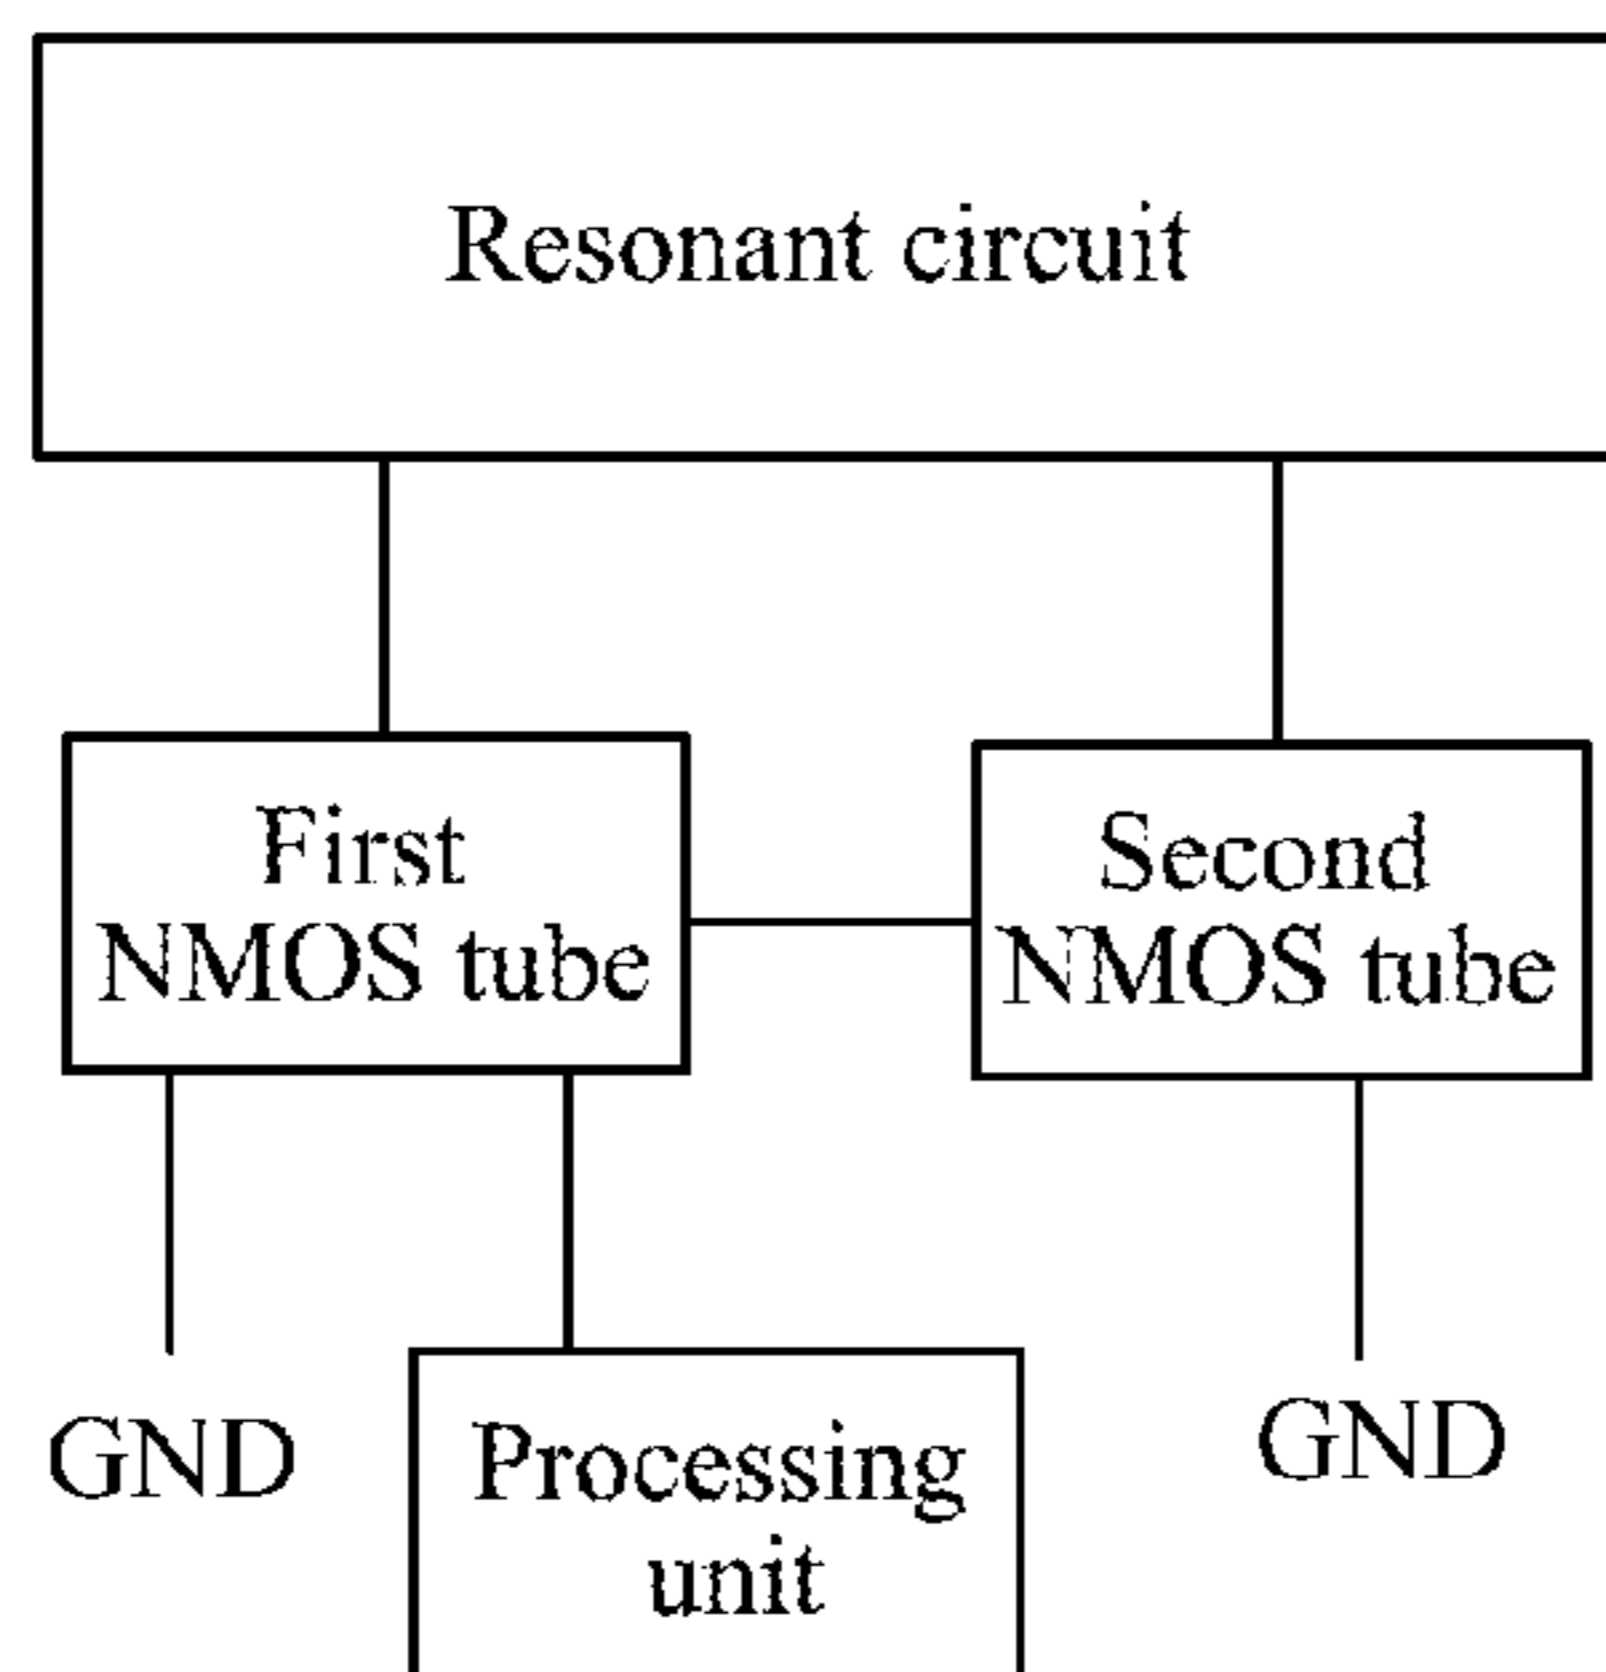 Resonant circuit
First
NMOS tube
Second
NMOS tube
GND
Processing
unit
GND